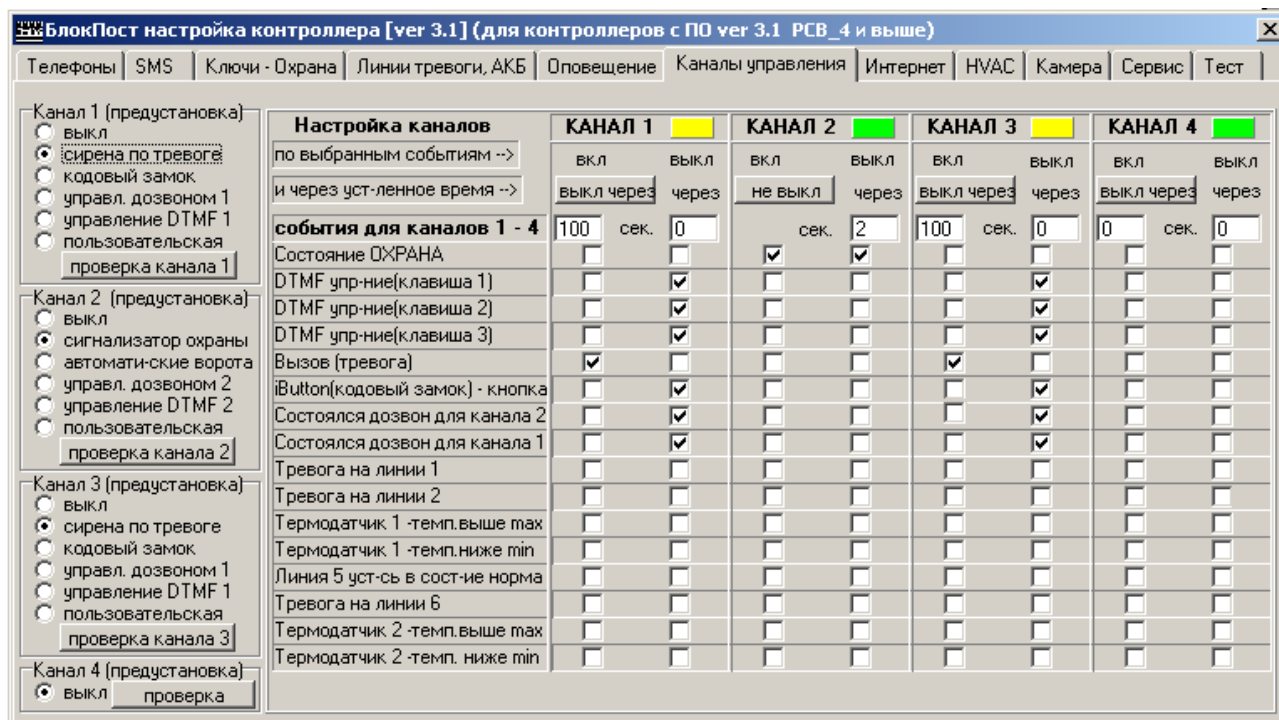 БлокПост настройка контроллера [ver 3.1] (для контроллеров с ПО ver 3.1 PCB_4 и выше)
Телефоны SMS Ключи - Охрана Линии тревоги, АКБ Оповещение Каналы управления Интернет HVAC Камера Сервис Тест
Канал 1 (предустановка)
выкл
сирена по тревоге
кодовый замок
управл. дозвоном 1
управление DTMF 1
пользовательская
проверка канала 1
Канал 2 (предустановка)
выкл
сигнализатор охраны
автомати-ские ворота
управл. дозвоном 2
управление DTMF 2
пользовательская
проверка канала 2
Канал 3 (предустановка)
выкл
сирена по тревоге
кодовый замок
управл. дозвоном 1
управление DTMF 1
пользовательская
проверка канала 3
Канал 4 (предустановка)
выкл проверка
Настройка каналов КАНАЛ 1 КАНАЛ 2 КАНАЛ 3 КАНАЛ 4
по выбранным событиям --> вкл выкл вкл выкл вкл выкл вкл выкл
и через уст-ленное время --> выкл через через не выкл через выкл через через выкл через через
события для каналов 1 - 4 100 сек. 0 сек. 2 100 сек. 0 0 сек. 0
Состояние ОХРАНА
DTMF упр-ние(клавиша 1)
DTMF упр-ние(клавиша 2)
DTMF упр-ние(клавиша 3)
Вызов (тревога)
iButton(кодовый замок) - кнопка
Состоялся дозвон для канала 2
Состоялся дозвон для канала 1
Тревога на линии 1
Тревога на линии 2
Термодатчик 1 -темп.выше max
Термодатчик 1 -темп.ниже min
Линия 5 уст-сь в сост-ие норма
Тревога на линии 6
Термодатчик 2 -темп.выше max
Термодатчик 2 -темп. ниже min